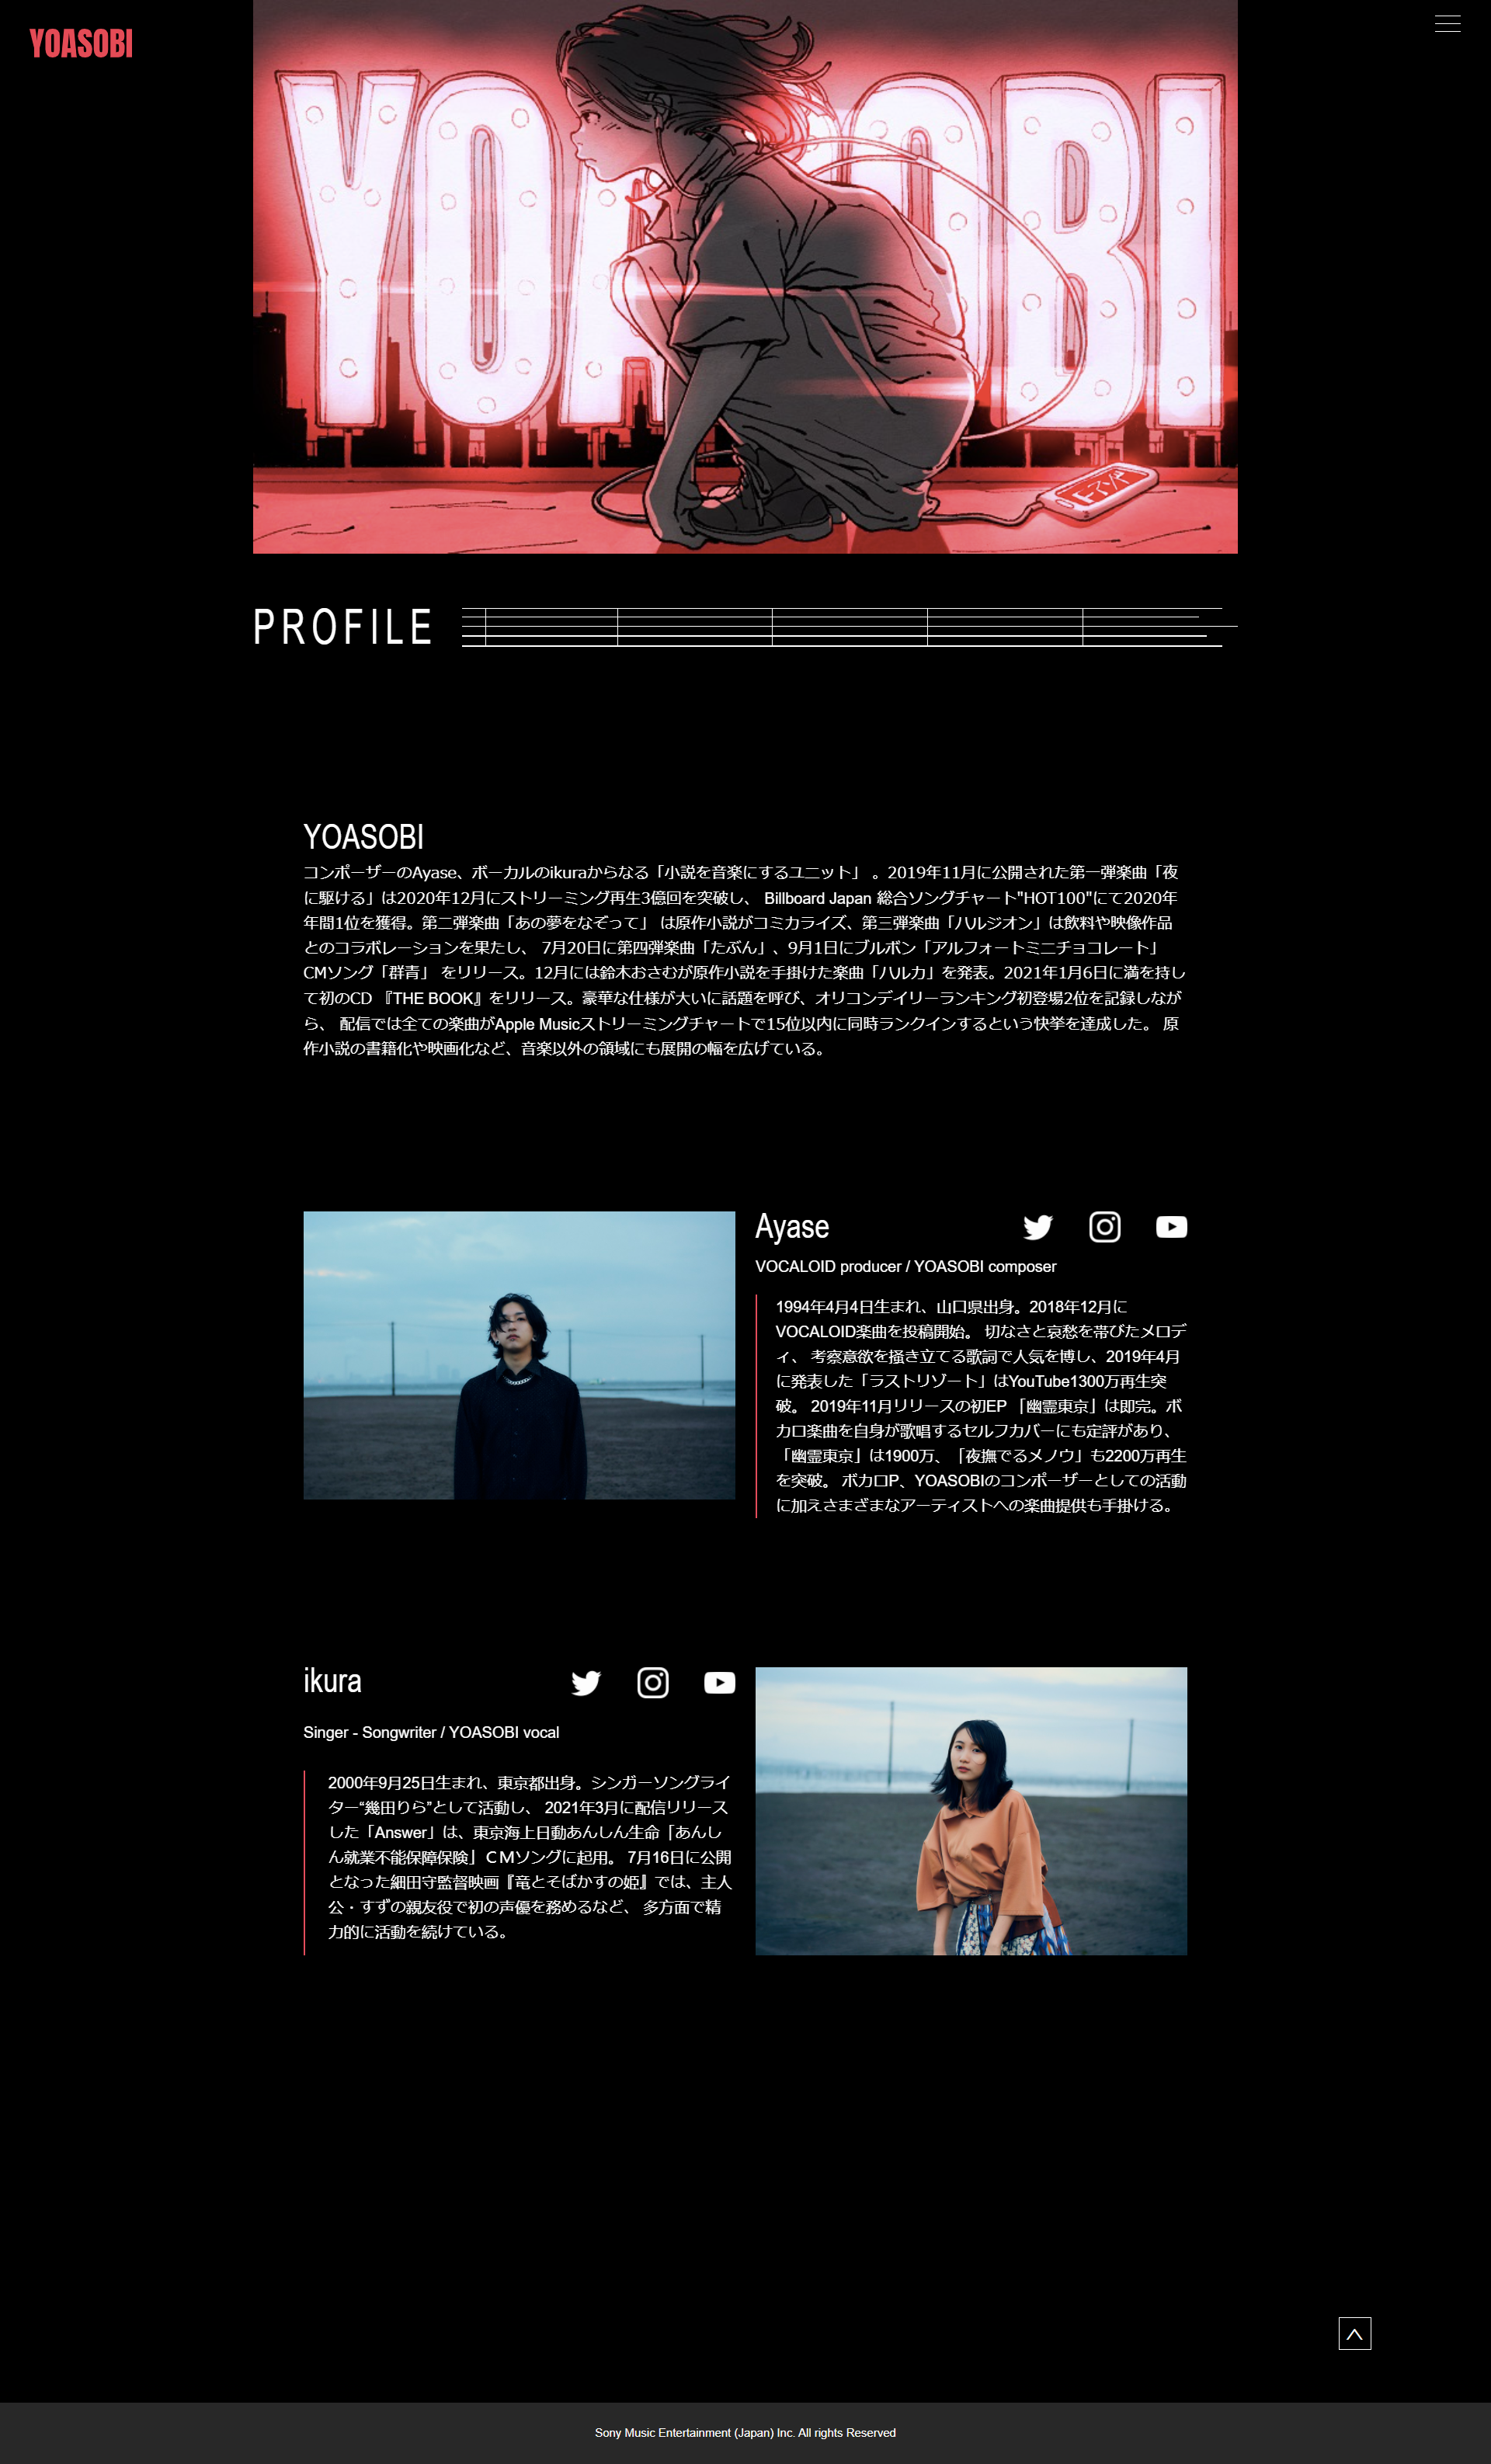 YOASOBI
YOASOBI
PROFILE
YOASOBI
コンポーザーのAyase、ボーカルのikuraからなる「小説を音楽にするユニット」 。2019年11月に公開された第一弾楽曲「夜
に駆ける」は2020年12月にストリーミング再生3億回を突破し、 Billboard Japan 総合ソングチャート"HOT100"にて2020年
年間1位を獲得。第二弾楽曲「あの夢をなぞって」 は原作小説がコミカライズ、第三弾楽曲「ハルジオン」は飲料や映像作品
とのコラボレーションを果たし、 7月20日に第四弾楽曲「たぶん」、9月1日にブルボン「アルフォートミニチョコレート」
CMソング「群青」 をリリース。12月には鈴木おさむが原作小説を手掛けた楽曲「ハルカ」を発表。2021年1月6日に満を持し
て初のCD 『THE BOOK』をリリース。豪華な仕様が大いに話題を呼び、オリコンデイリーランキング初登場2位を記録しなが
ら、 配信では全ての楽曲がApple Musicストリーミングチャートで15位以内に同時ランクインするという快挙を達成した。 原
作小説の書籍化や映画化など、音楽以外の領域にも展開の幅を広げている。
Ayase
VOCALOID producer / YOASOBI composer
1994年4月4日生まれ、山口県出身。2018年12月に
VOCALOID楽曲を投稿開始。 切なさと哀愁を帯びたメロデ
ィ、 考察意欲を掻き立てる歌詞で人気を博し、2019年4月
に発表した「ラストリゾート」はYouTube1300万再生突
破。 2019年11月リリースの初EP 「幽霊東京」は即完。ボ
カロ楽曲を自身が歌唱するセルフカバーにも定評があり、
「幽霊東京」は1900万、「夜撫でるメノウ」も2200万再生
を突破。 ボカロP、YOASOBIのコンポーザーとしての活動
に加えさまざまなアーティストへの楽曲提供も手掛ける。
ikura
Singer - Songwriter / YOASOBI vocal
2000年9月25日生まれ、東京都出身。シンガーソングライ
ター“幾田りら”として活動し、 2021年3月に配信リリース
した「Answer」は、東京海上日動あんしん生命「あんし
ん就業不能保障保険」ＣＭソングに起用。 7月16日に公開
となった細田守監督映画『竜とそばかすの姫』では、主人
公・すずの親友役で初の声優を務めるなど、 多方面で精
力的に活動を続けている。
Sony Music Entertainment (Japan) Inc. All rights Reserved